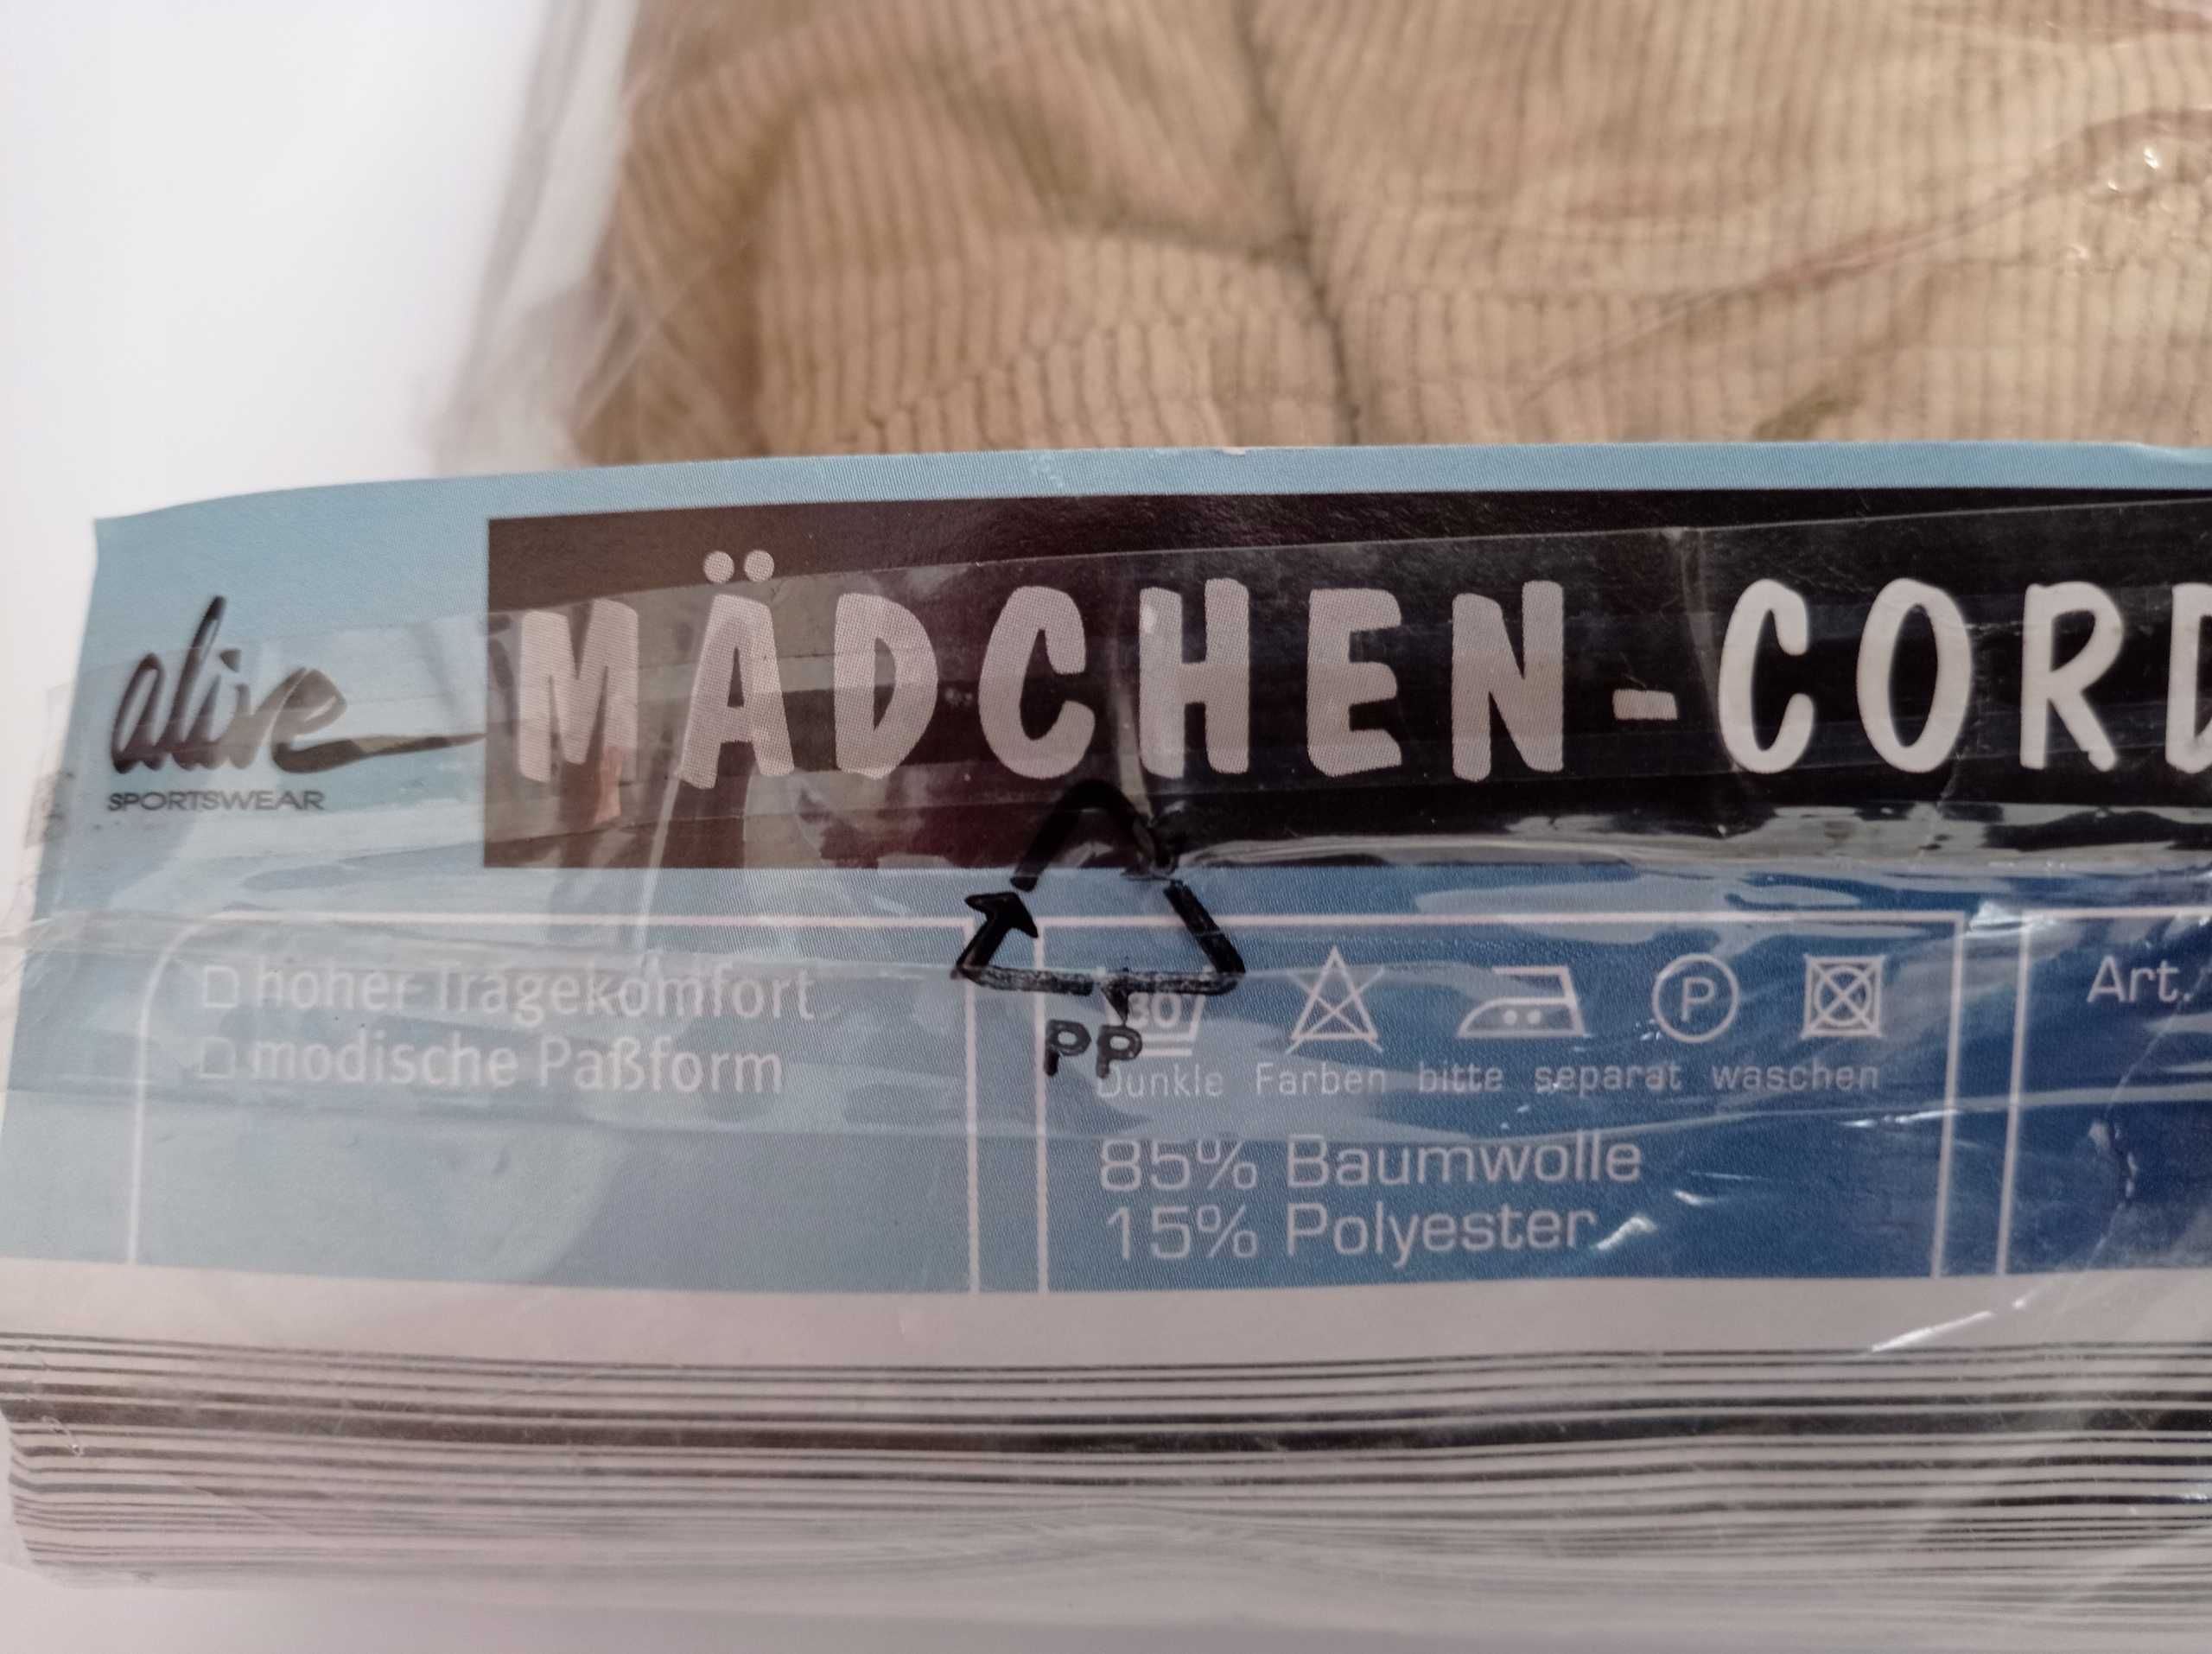 alive
SPORTSWEAR
MÄDCHEN-CORD
hoher Tragekomfort
modische Paßform
30
P
PP
Dunkle Farben bitte separat waschen
85% Baumwolle
15% Polyester
Art.